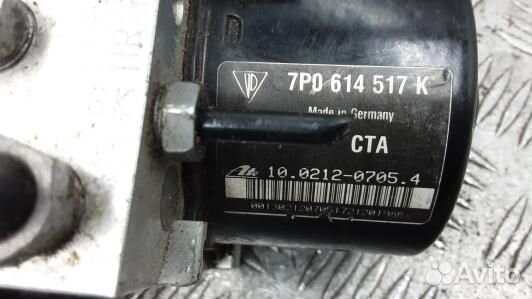 7P0 614 517 K
Made in Germany
CTA
10.0212-0705.4
Avito